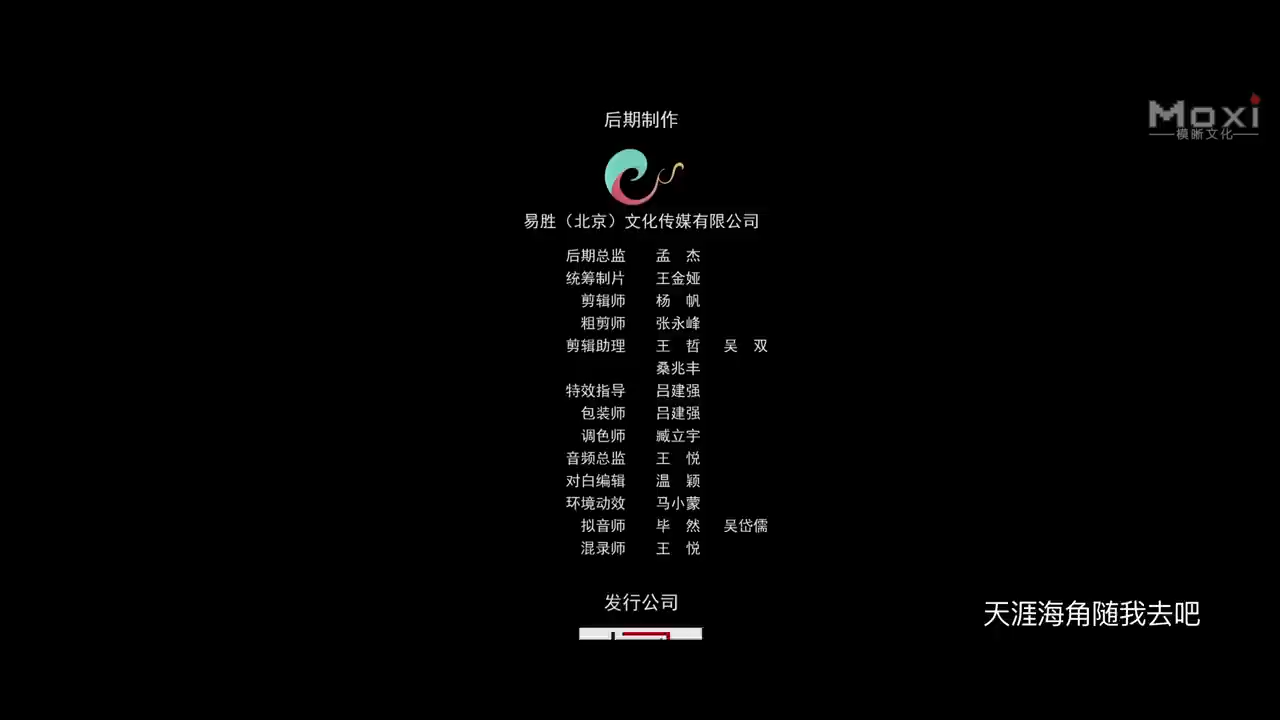 后期制作
Moxi
模晰文化
易胜（北京）文化传媒有限公司
后期总监 孟 杰
统筹制片 王金娅
剪辑师 杨 帆
粗剪师 张永峰
剪辑助理 王 哲 吴 双
桑兆丰
特效指导 吕建强
包装师 吕建强
调色师 臧立宇
音频总监 王 悦
对白编辑 温 颖
环境动效 马小蒙
拟音师 毕 然 吴岱儒
混录师 王 悦
发行公司
天涯海角随我去吧